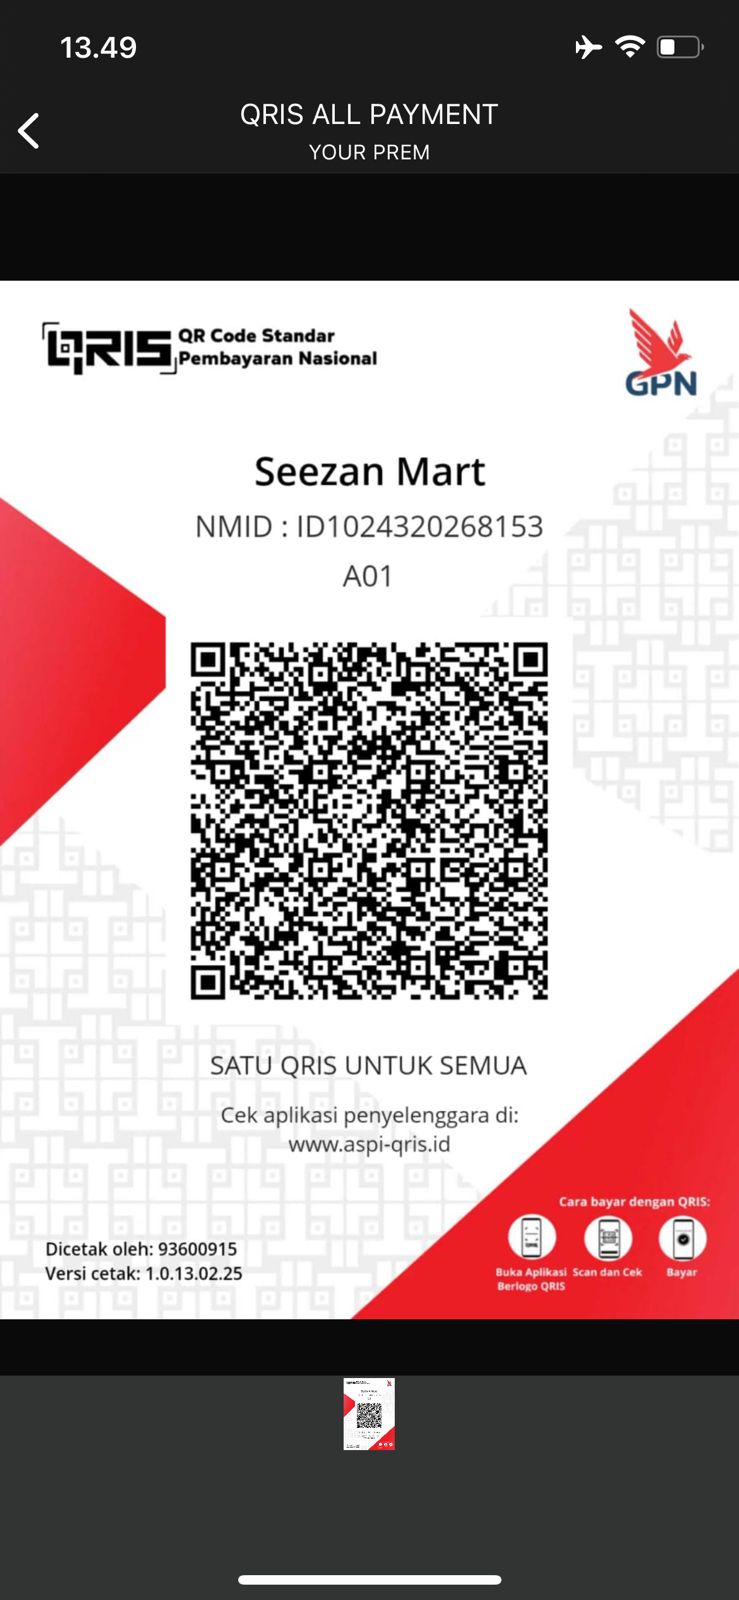 13.49
QRIS ALL PAYMENT
YOUR PREM
QRIS QR Code Standar
Pembayaran Nasional
GPN
Seezan Mart
NMID : ID1024320268153
A01
SATU QRIS UNTUK SEMUA
Cek aplikasi penyelenggara di:
www.aspi-qris.id
Cara bayar dengan QRIS:
Buka Aplikasi Berlogo QRIS
Scan dan Cek
Bayar
Dicetak oleh: 93600915
Versi cetak: 1.0.13.02.25